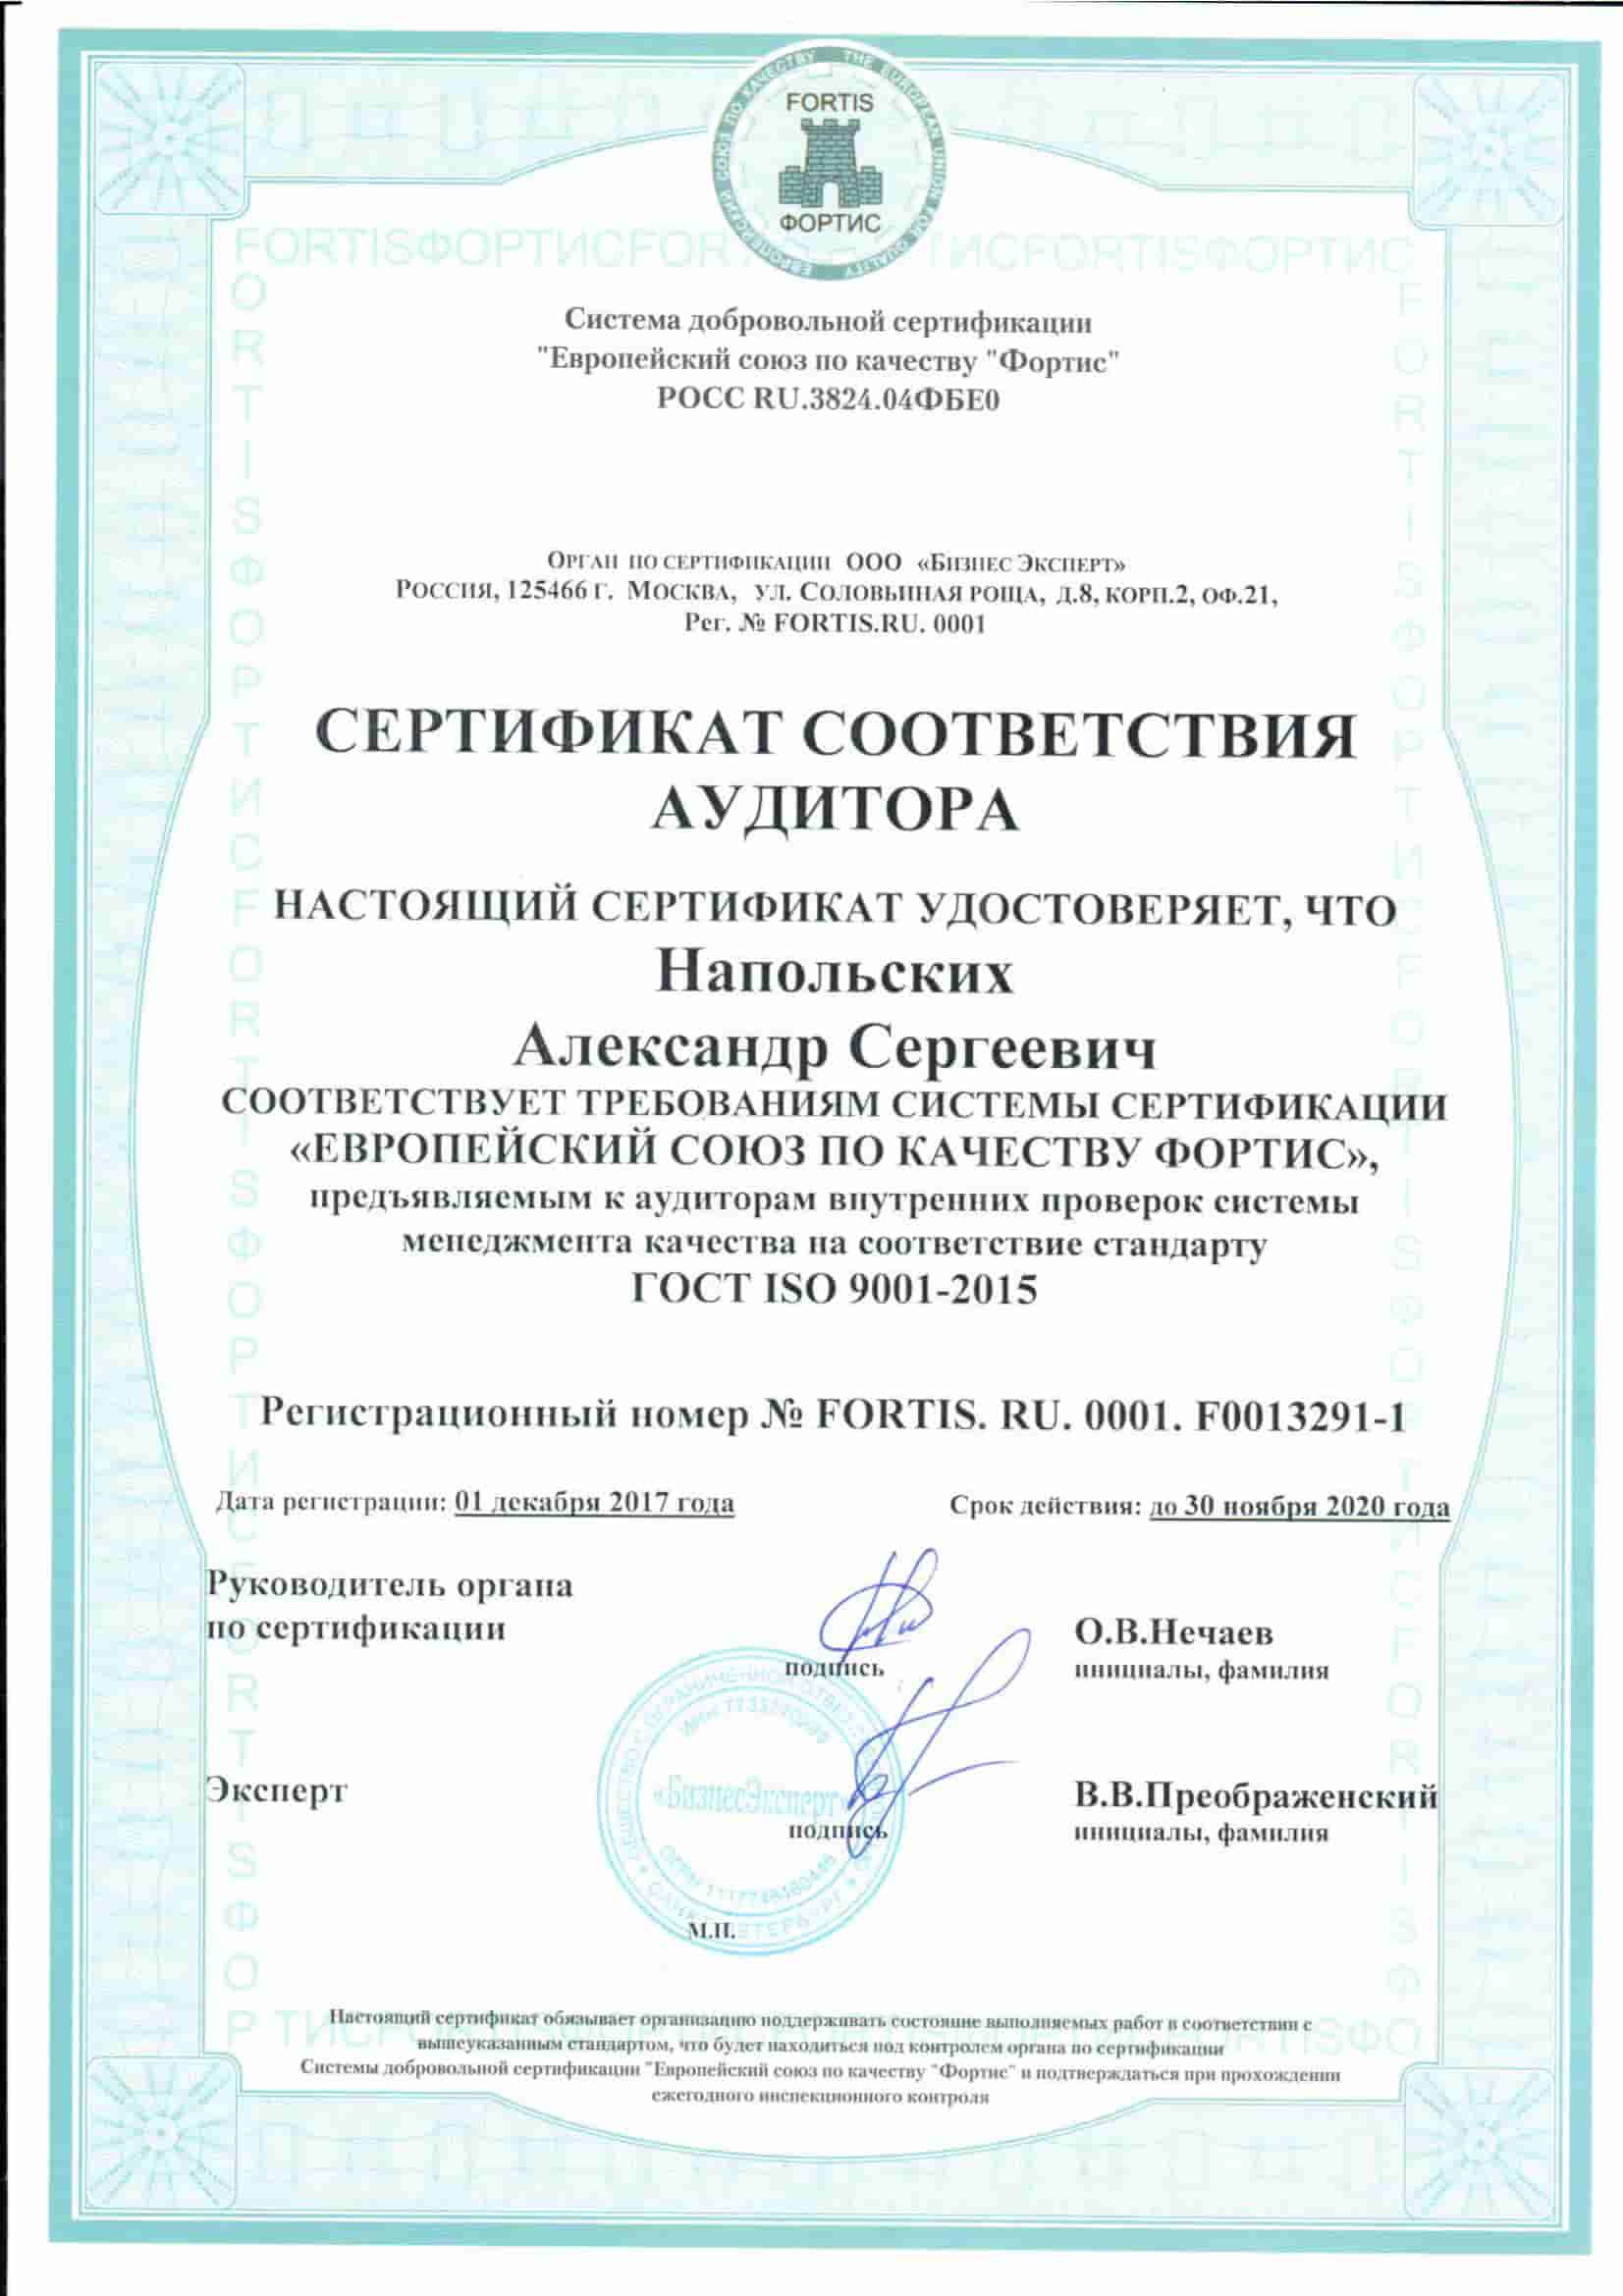 FORTIS
ФОРТИС
ЕВРОПЕЙСКИЙ СОЮЗ ПО КАЧЕСТВУ THE EUROPEAN UNION FOR QUALITY
Система добровольной сертификации
"Европейский союз по качеству "Фортис"
РОСС RU.3824.04ФБЕ0
Орган по сертификации ООО «Бизнес Эксперт»
Россия, 125466 г. Москва, ул. Соловьиная роща, д.8, корп.2, оф.21,
Рег. № FORTIS.RU. 0001
СЕРТИФИКАТ СООТВЕТСТВИЯ
АУДИТОРА
НАСТОЯЩИЙ СЕРТИФИКАТ УДОСТОВЕРЯЕТ, ЧТО
Напольских
Александр Сергеевич
СООТВЕТСТВУЕТ ТРЕБОВАНИЯМ СИСТЕМЫ СЕРТИФИКАЦИИ
«ЕВРОПЕЙСКИЙ СОЮЗ ПО КАЧЕСТВУ ФОРТИС»,
предъявляемым к аудиторам внутренних проверок системы
менеджмента качества на соответствие стандарту
ГОСТ ISO 9001-2015
Регистрационный номер № FORTIS. RU. 0001. F0013291-1
Дата регистрации: 01 декабря 2017 года
Срок действия: до 30 ноября 2020 года
Руководитель органа
по сертификации
подпись
О.В.Нечаев
инициалы, фамилия
Эксперт
«БизнесЭксперт»
подпись
В.В.Преображенский
инициалы, фамилия
М.П.
Настоящий сертификат обязывает организацию поддерживать состояние выполняемых работ в соответствии с
вышеуказанным стандартом, что будет находиться под контролем органа по сертификации
Системы добровольной сертификации "Европейский союз по качеству "Фортис" и подтверждаться при прохождении
ежегодного инспекционного контроля